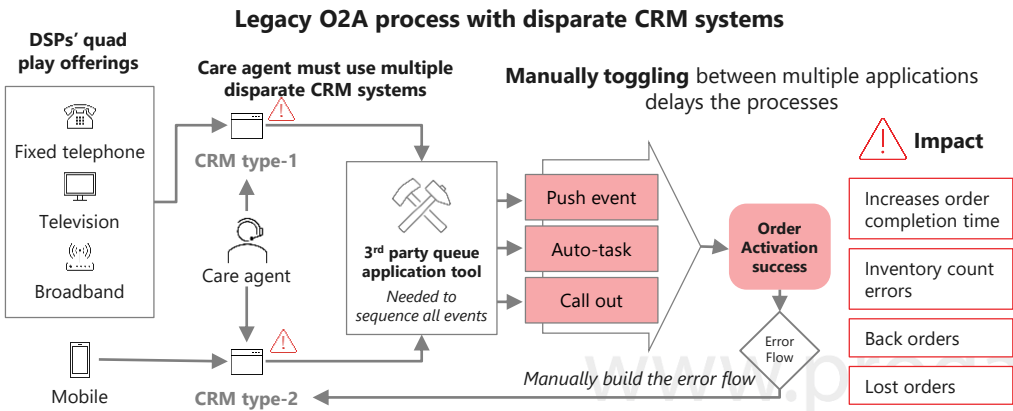 Legacy O2A process with disparate CRM systems
DSPs’ quad
play offerings
Fixed telephone
Television
Broadband
Mobile
Care agent must use multiple
disparate CRM systems
CRM type-1
Care agent
CRM type-2
3rd party queue
application tool
Needed to
sequence all events
Manually toggling between multiple applications
delays the processes
Push event
Auto-task
Call out
Order
Activation
success
Error
Flow
Manually build the error flow
Impact
Increases order
completion time
Inventory count
errors
Back orders
Lost orders